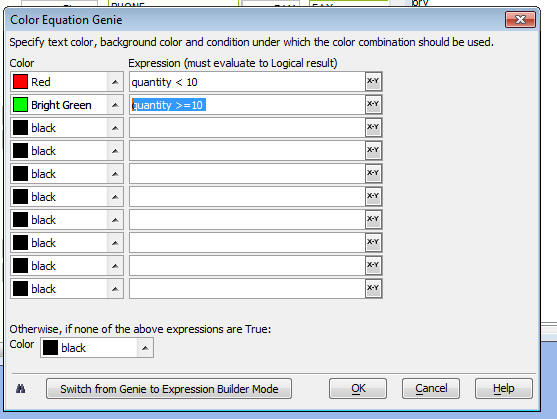 PHONE
Color Equation Genie
Specify text color, background color and condition under which the color combination should be used.
Color Expression (must evaluate to Logical result)
Red quantity < 10 X-Y
Bright Green quantity >=10 X-Y
black X-Y
black X-Y
black X-Y
black X-Y
black X-Y
black X-Y
black X-Y
black X-Y
Otherwise, if none of the above expressions are True:
Color black
Switch from Genie to Expression Builder Mode OK Cancel Help